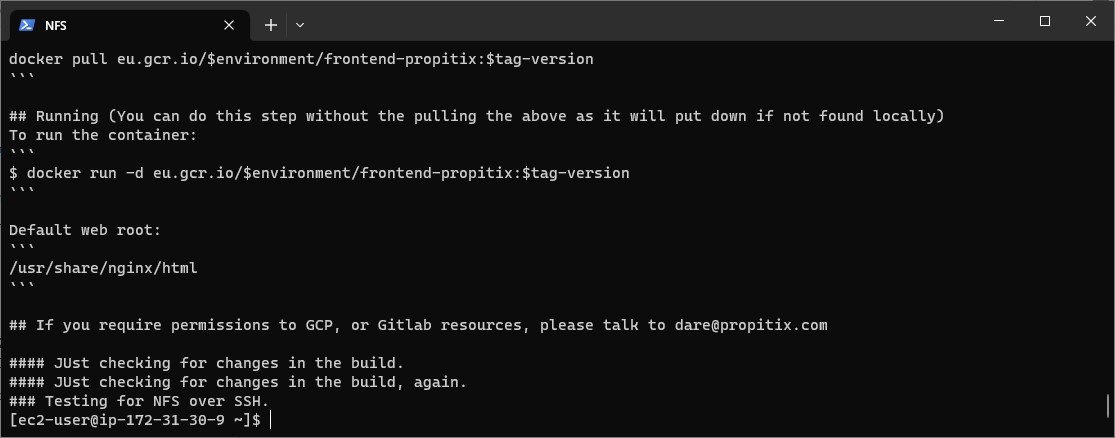 NFS
docker pull eu.gcr.io/$environment/frontend-propitix:$tag-version
```
## Running (You can do this step without the pulling the above as it will put down if not found locally)
To run the container:
```
$ docker run -d eu.gcr.io/$environment/frontend-propitix:$tag-version
```
Default web root:
```
/usr/share/nginx/html
```
## If you require permissions to GCP, or Gitlab resources, please talk to dare@propitix.com
#### JUst checking for changes in the build.
#### JUst checking for changes in the build, again.
### Testing for NFS over SSH.
[ec2-user@ip-172-31-30-9 ~]$